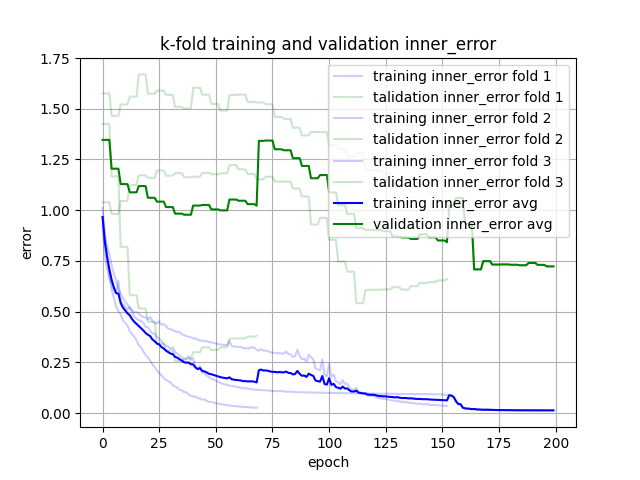 k-fold training and validation inner_error
training inner_error fold 1
talidation inner_error fold 1
training inner_error fold 2
talidation inner_error fold 2
training inner_error fold 3
talidation inner_error fold 3
training inner_error avg
validation inner_error avg
error
1.75
1.50
1.25
1.00
0.75
0.50
0.25
0.00
0 25 50 75 100 125 150 175 200
epoch